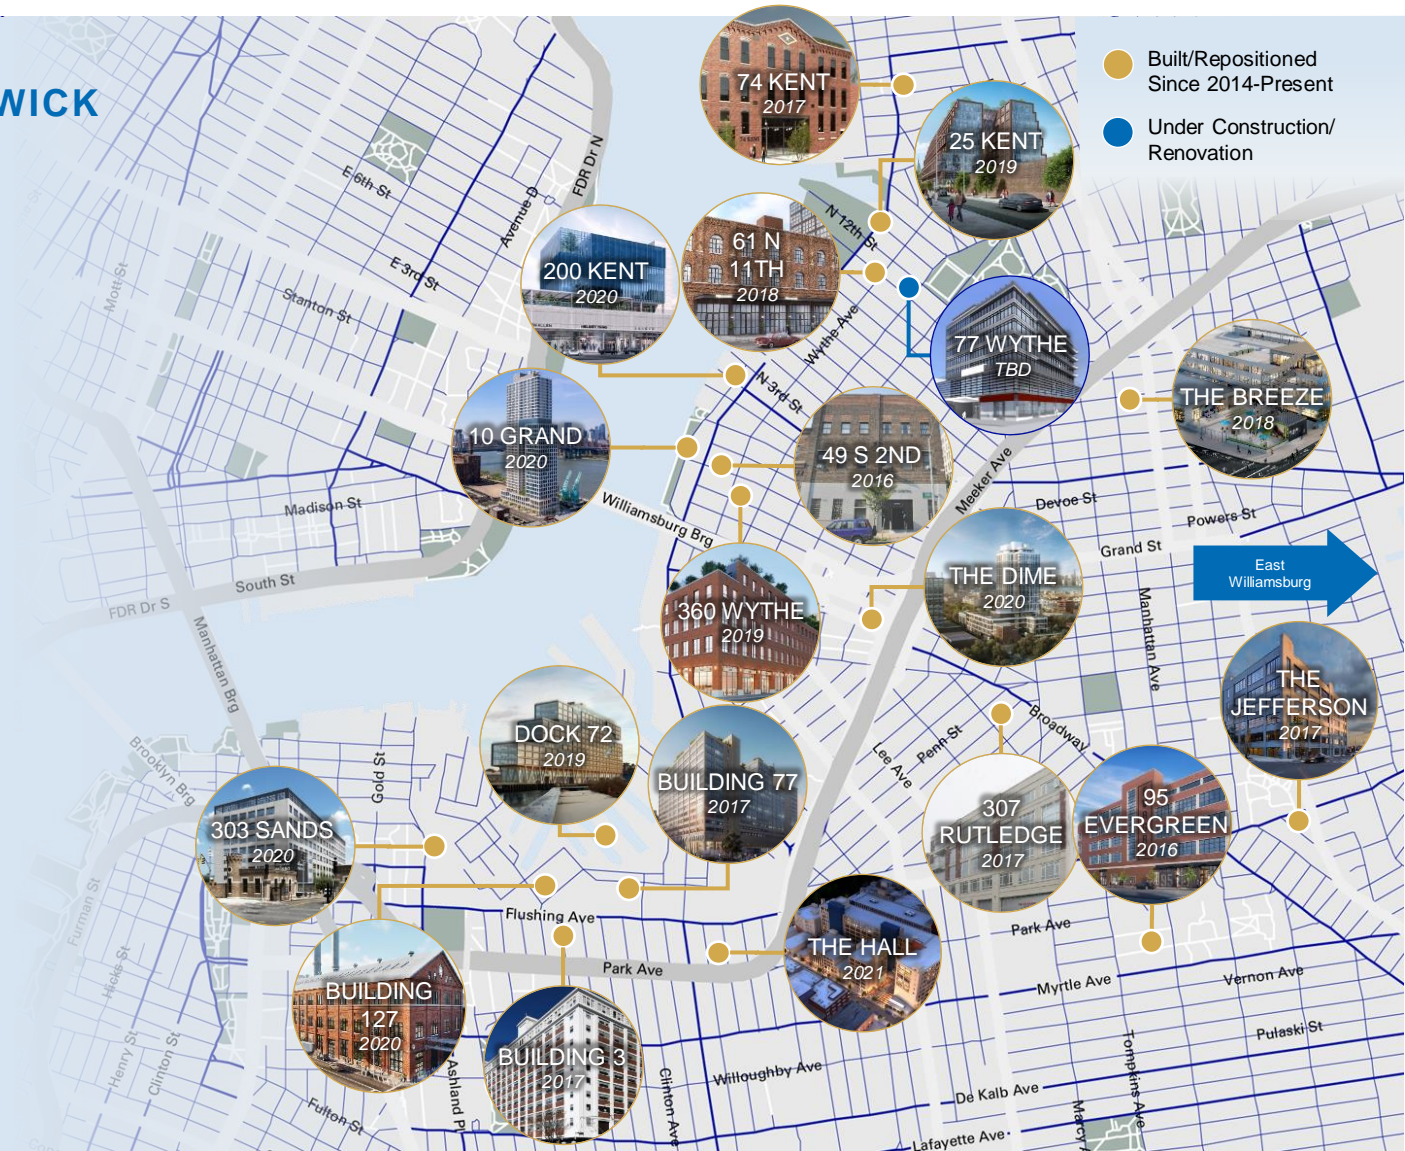 WICK
Built/Repositioned
Since 2014-Present
Under Construction/
Renovation
74 KENT
2017
25 KENT
2019
61 N
11TH
2018
200 KENT
2020
77 WYTHE
TBD
THE BREEZE
2018
10 GRAND
2020
49 S 2ND
2016
THE DIME
2020
360 WYTHE
2019
East
Williamsburg
THE
JEFFERSON
2017
DOCK 72
2019
BUILDING 77
2017
307
RUTLEDGE
2017
95
EVERGREEN
2016
303 SANDS
2020
THE HALL
2021
BUILDING
127
2020
BUILDING 3
2017
FDR Dr N
E 6th St
Avenue D
E 3rd St
Mott St
Stanton St
N 12th St
Wythe Ave
N 3rd St
Meeker Ave
Devoe St
Powers St
Grand St
Madison St
Williamsburg Brg
South St
FDR Dr S
Manhattan Brg
Manhattan Ave
Broadway
Penn St
Lee Ave
Brooklyn Brg
Gold St
Furman St
Hicks St
Henry St
Clinton St
Flushing Ave
Park Ave
Park Ave
Myrtle Ave
Vernon Ave
Pulaski St
Willoughby Ave
De Kalb Ave
Lafayette Ave
Tompkins Ave
Marcy
Clinton Ave
Ashland Pl
Fulton St